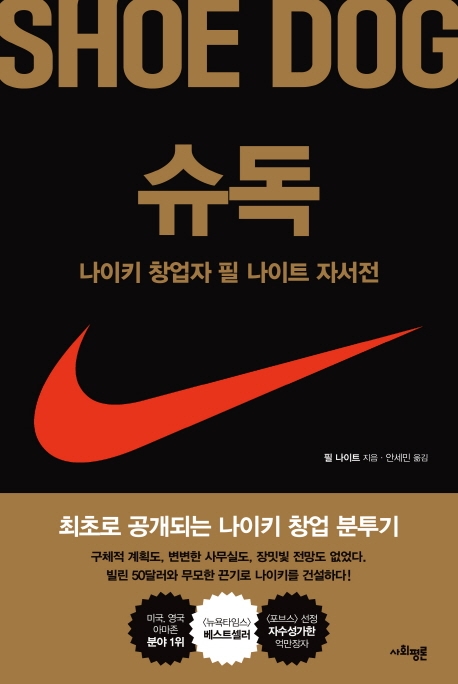 SHOE DOG
슈독
나이키 창업자 필 나이트 자서전
필 나이트 지음 · 안세민 옮김
최초로 공개되는 나이키 창업 분투기
구체적 계획도, 변변한 사무실도, 장밋빛 전망도 없었다.
빌린 50달러와 무모한 끈기로 나이키를 건설하다!
미국, 영국
아마존
분야 1위
〈뉴욕타임스〉
베스트셀러
〈포브스〉 선정
자수성가한
억만장자
사회평론